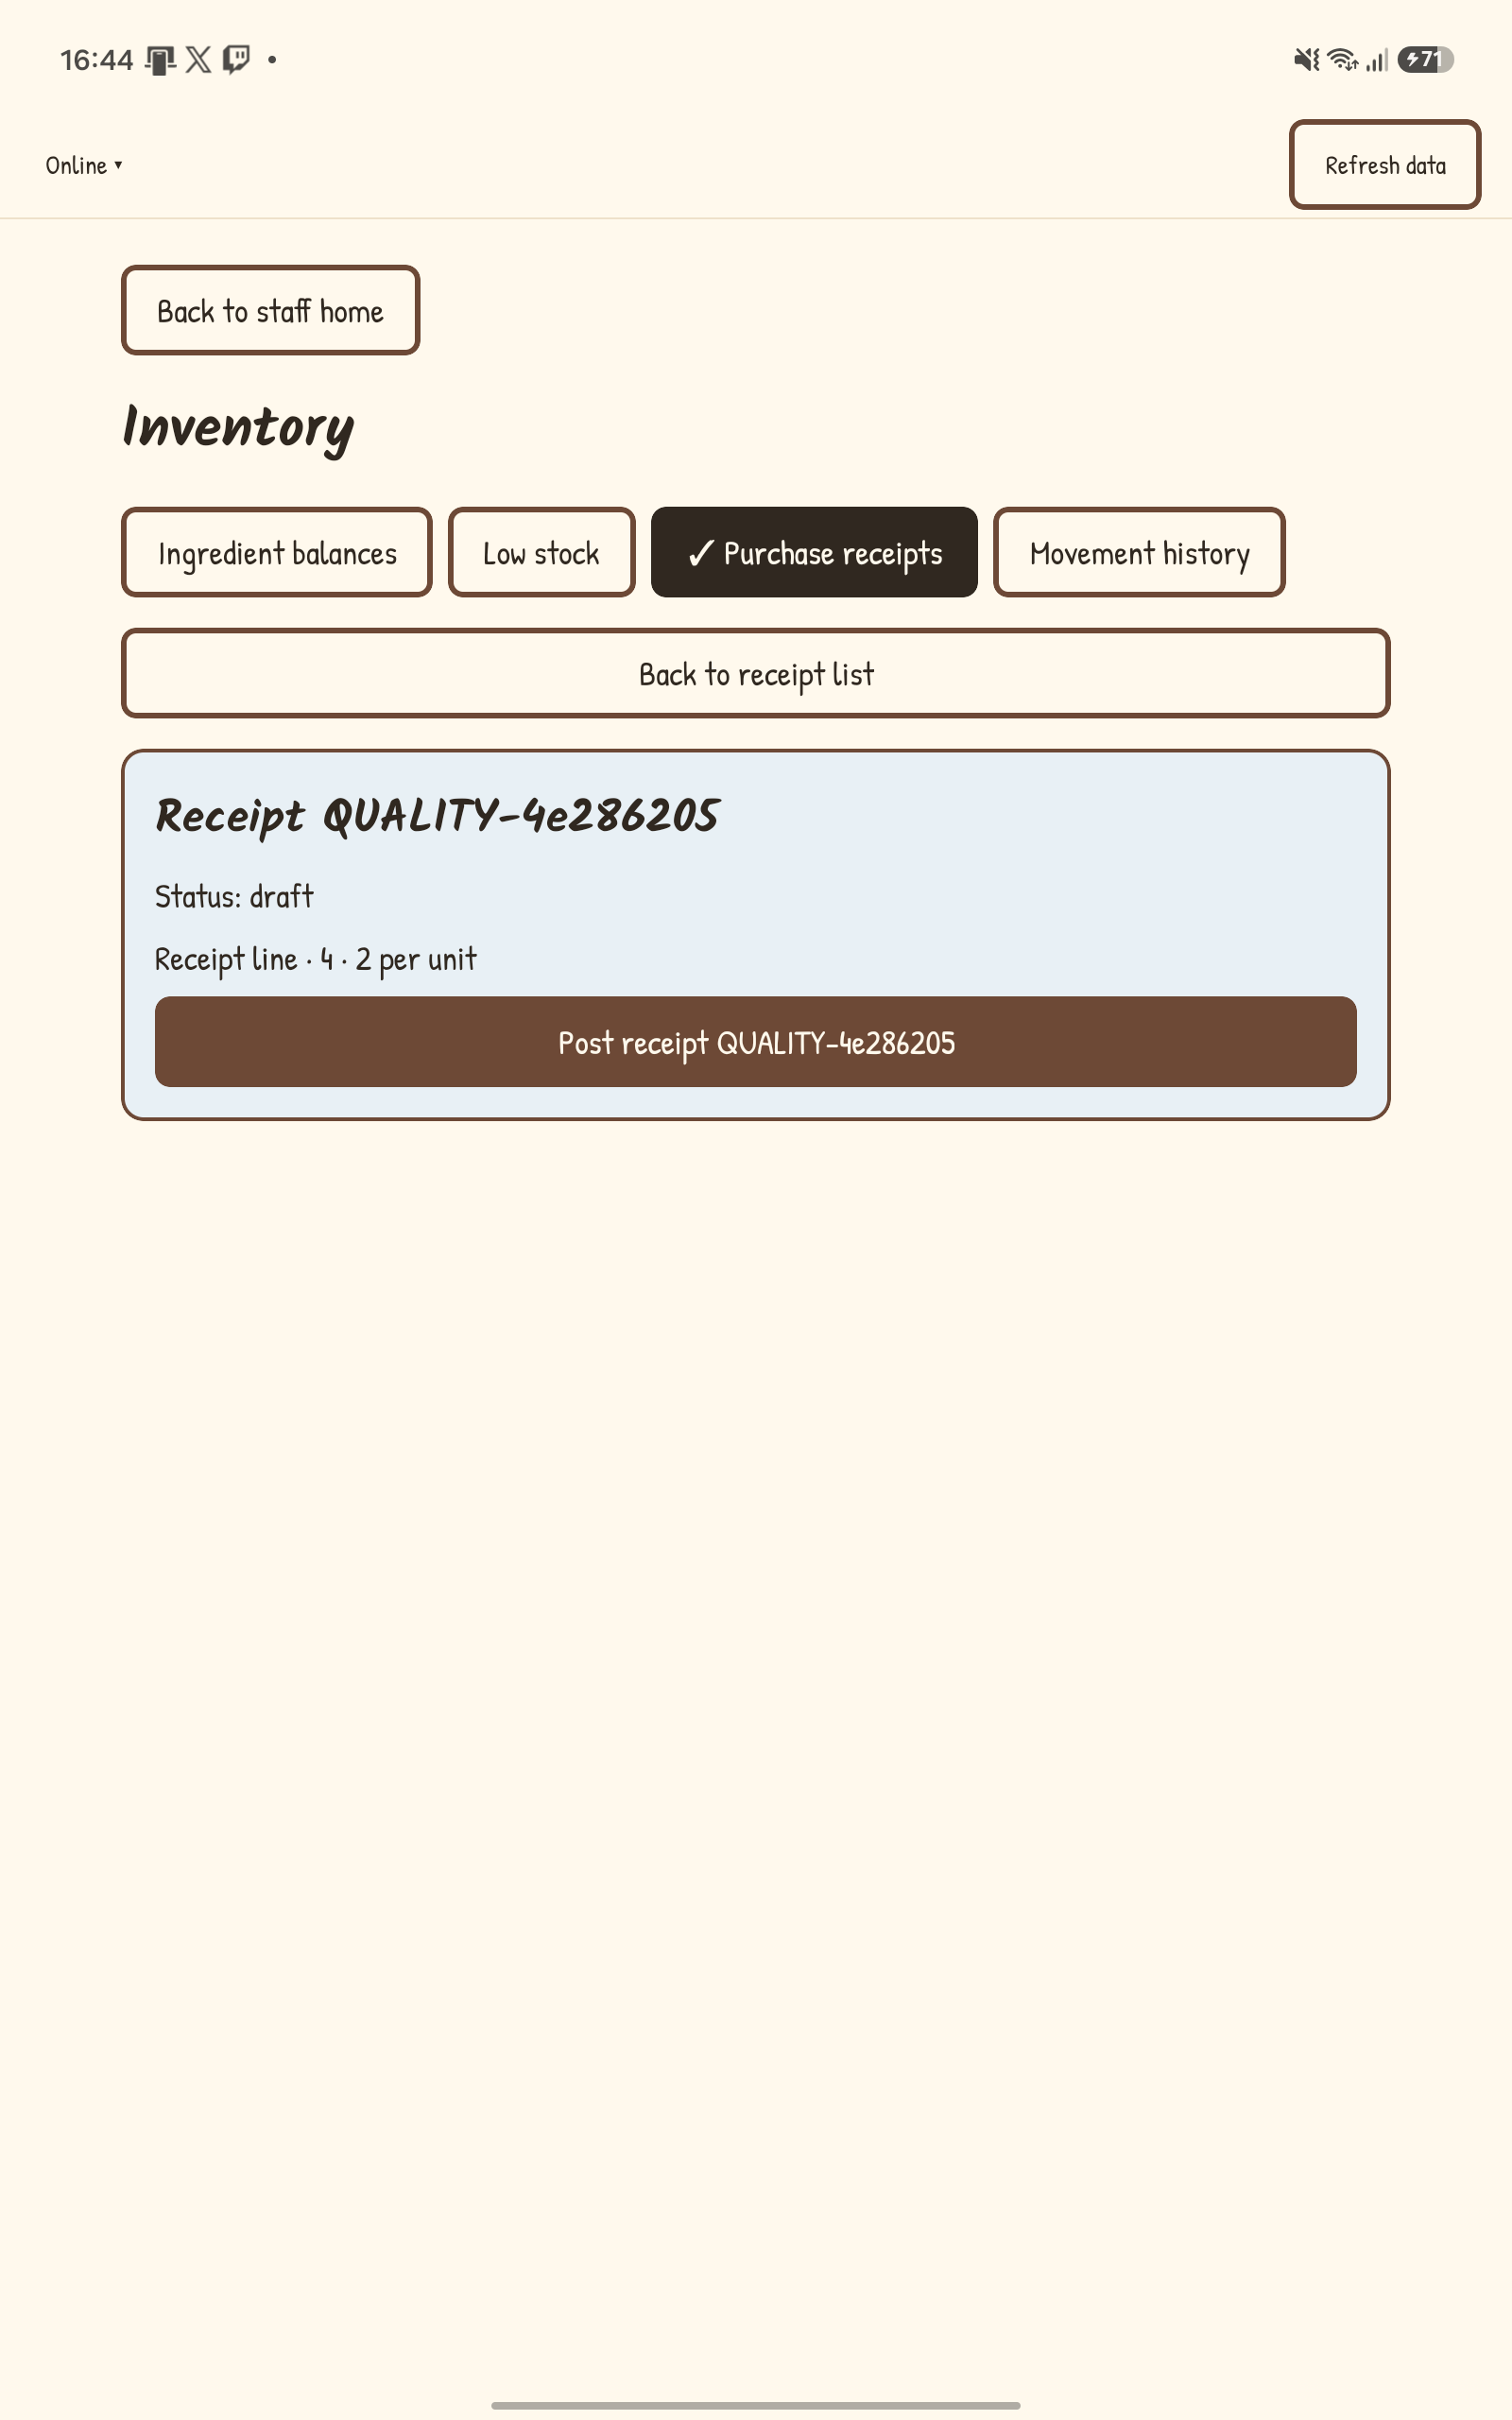 16:44
71
Online ▾
Refresh data
Back to staff home
Inventory
Ingredient balances
Low stock
✓ Purchase receipts
Movement history
Back to receipt list
Receipt QUALITY-4e286205
Status: draft
Receipt line · 4 · 2 per unit
Post receipt QUALITY-4e286205